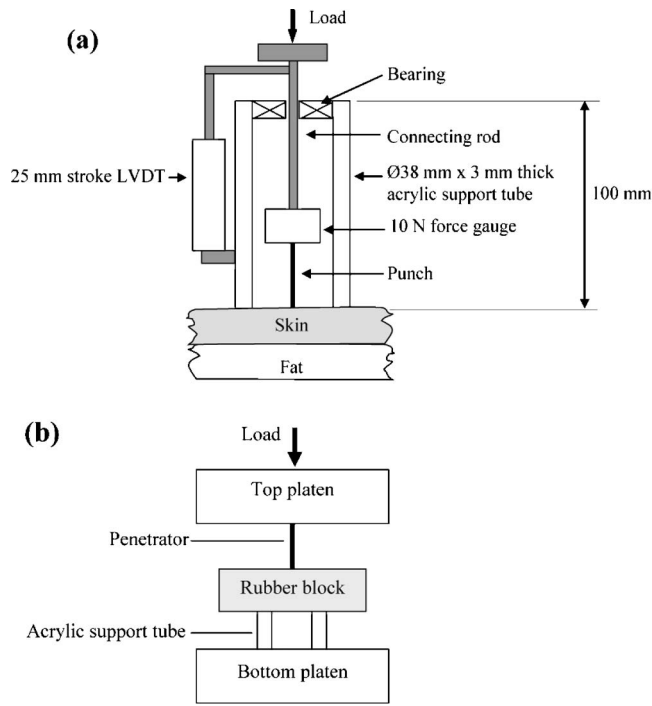 Load
(a)
Bearing
Connecting rod
25 mm stroke LVDT
Ø38 mm x 3 mm thick
acrylic support tube
100 mm
10 N force gauge
Punch
Skin
Fat
(b)
Load
Top platen
Penetrator
Rubber block
Acrylic support tube
Bottom platen